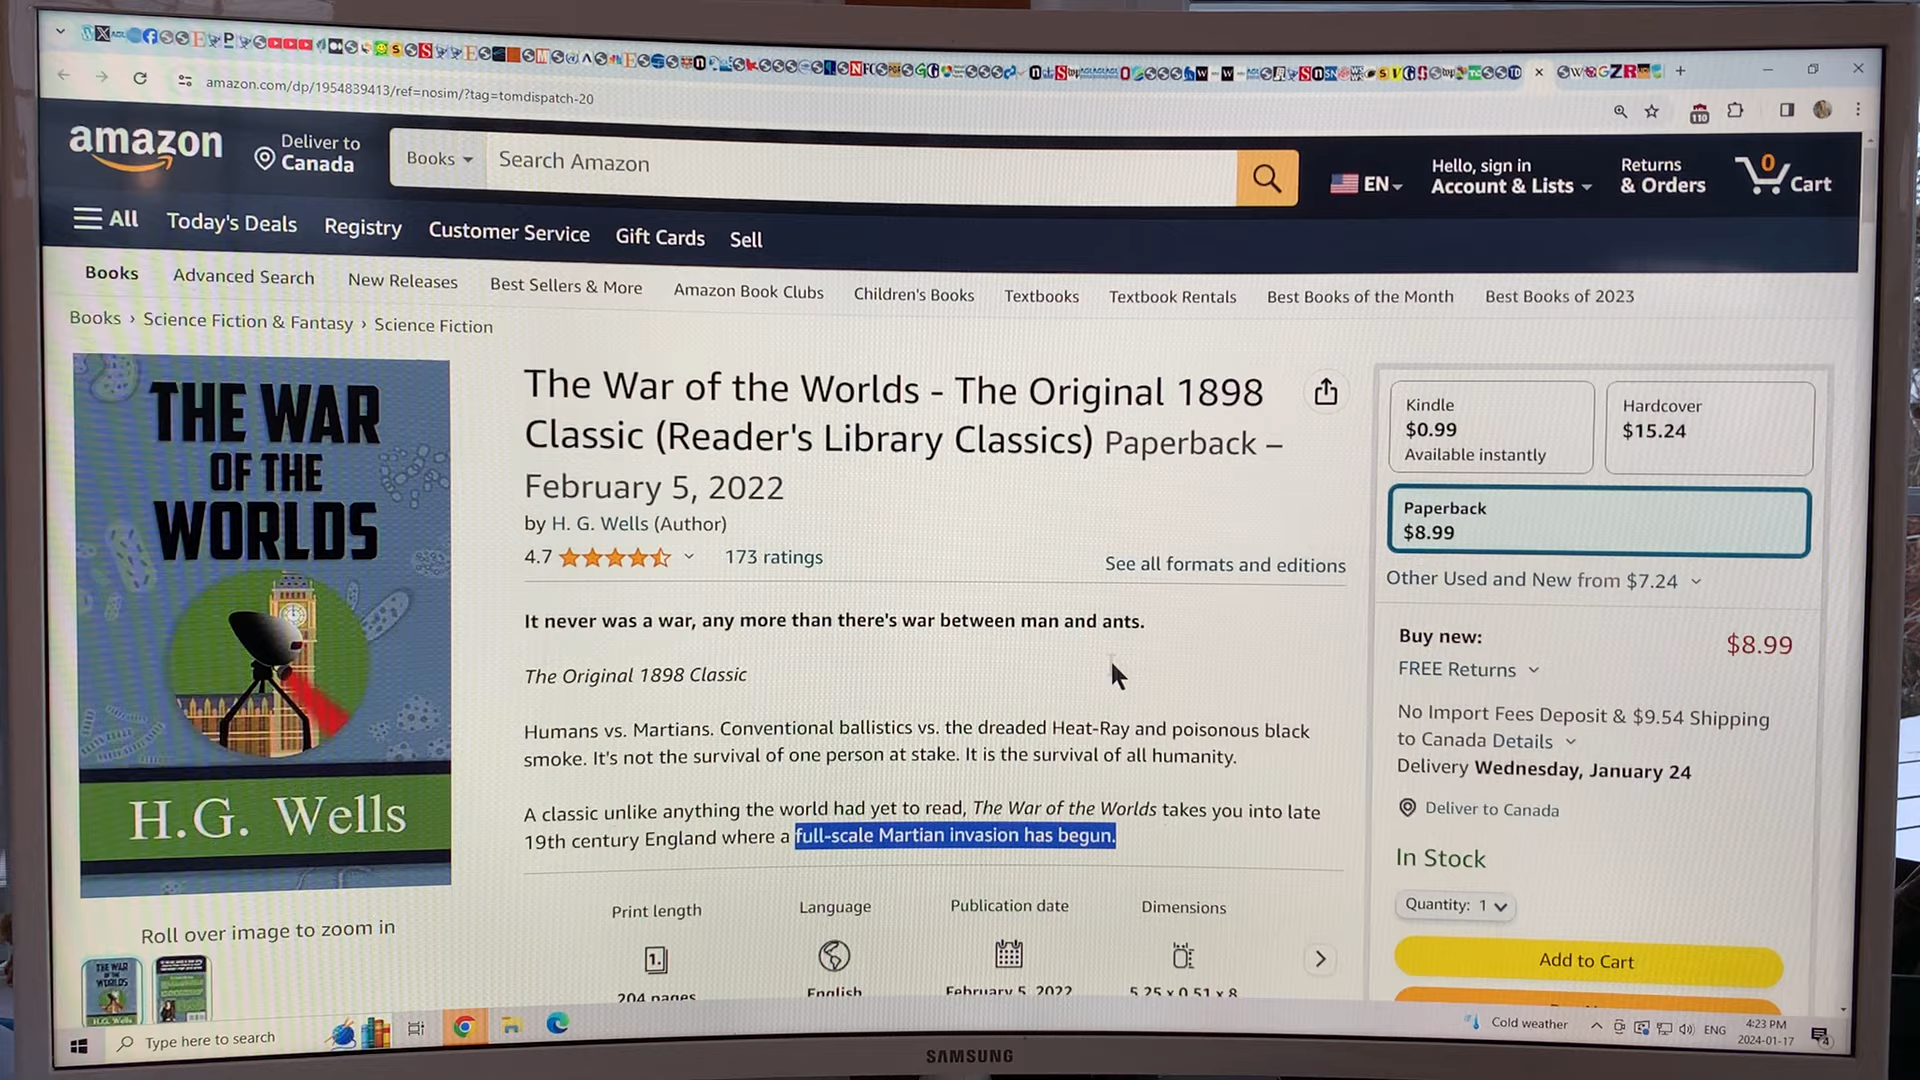 amazon.com/dp/1954839413/ref=nosim/?tag=tomdispatch-20
110
amazon
Deliver to
Canada
Books
Search Amazon
EN
Hello, sign in
Account & Lists
Returns
& Orders
0
Cart
All
Today's Deals
Registry
Customer Service
Gift Cards
Sell
Books
Advanced Search
New Releases
Best Sellers & More
Amazon Book Clubs
Children's Books
Textbooks
Textbook Rentals
Best Books of the Month
Best Books of 2023
Books › Science Fiction & Fantasy › Science Fiction
THE WAR
OF THE
WORLDS
H.G. Wells
Roll over image to zoom in
THE WAR
OF THE
WORLDS
H.G. Wells
The War of the Worlds - The Original 1898
Classic (Reader's Library Classics) Paperback –
February 5, 2022
by H. G. Wells (Author)
4.7
173 ratings
See all formats and editions
It never was a war, any more than there's war between man and ants.
The Original 1898 Classic
Humans vs. Martians. Conventional ballistics vs. the dreaded Heat-Ray and poisonous black
smoke. It's not the survival of one person at stake. It is the survival of all humanity.
A classic unlike anything the world had yet to read, The War of the Worlds takes you into late
19th century England where a full-scale Martian invasion has begun.
Print length
204 pages
Language
English
Publication date
February 5, 2022
Dimensions
5.25 x 0.51 x 8
Kindle
$0.99
Available instantly
Hardcover
$15.24
Paperback
$8.99
Other Used and New from $7.24
Buy new:
$8.99
FREE Returns
No Import Fees Deposit & $9.54 Shipping
to Canada Details
Delivery Wednesday, January 24
Deliver to Canada
In Stock
Quantity: 1
Add to Cart
Type here to search
Cold weather
ENG
4:23 PM
2024-01-17
4
SAMSUNG